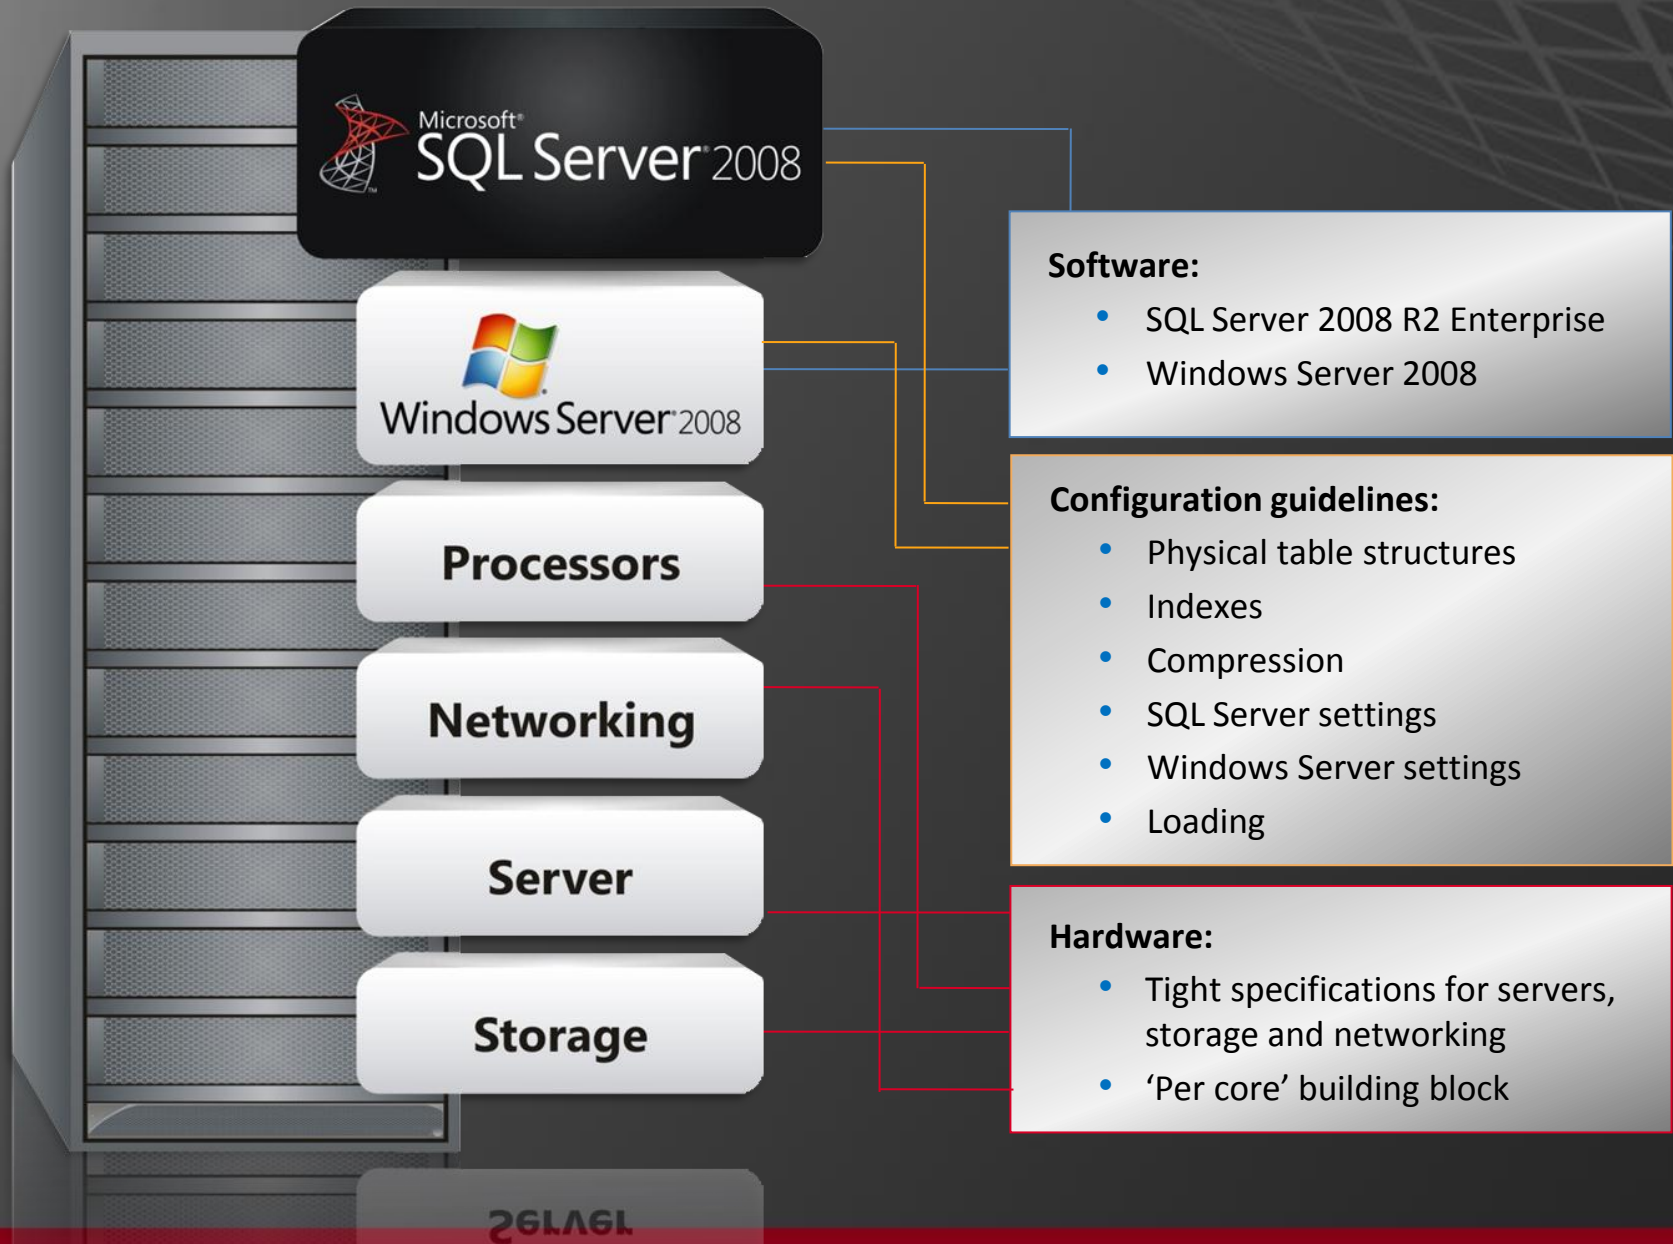 Microsoft®
SQL Server® 2008
Windows Server® 2008
Processors
Networking
Server
Storage
Software:
• SQL Server 2008 R2 Enterprise
• Windows Server 2008
Configuration guidelines:
• Physical table structures
• Indexes
• Compression
• SQL Server settings
• Windows Server settings
• Loading
Hardware:
• Tight specifications for servers,
storage and networking
• ‘Per core’ building block
Server